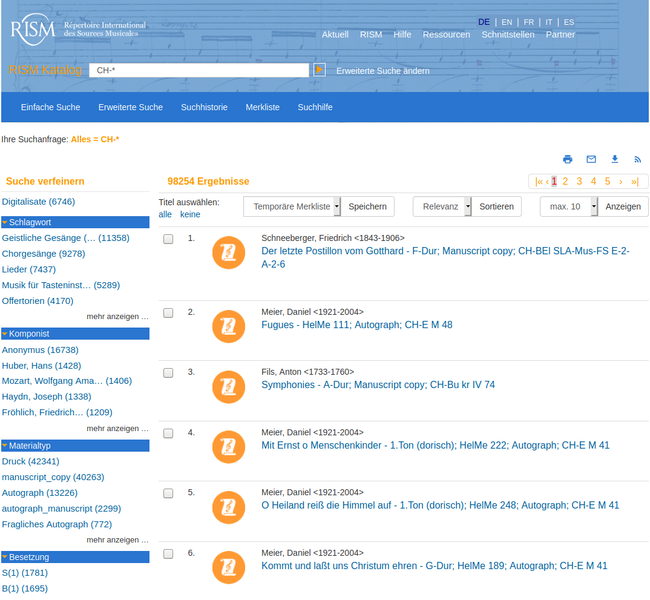 RISM Répertoire International
des Sources Musicales
DE | EN | FR | IT | ES
Aktuell RISM Hilfe Ressourcen Schnittstellen Partner
RISM Katalog CH-* Erweiterte Suche ändern
Einfache Suche Erweiterte Suche Suchhistorie Merkliste Suchhilfe
Ihre Suchanfrage: Alles = CH-*
Suche verfeinern
Digitalisate (6746)
Schlagwort
Geistliche Gesänge (... (11358)
Chorgesänge (9278)
Lieder (7437)
Musik für Tasteninst... (5289)
Offertorien (4170)
mehr anzeigen ...
Komponist
Anonymus (16738)
Huber, Hans (1428)
Mozart, Wolfgang Ama... (1406)
Haydn, Joseph (1338)
Fröhlich, Friedrich... (1209)
mehr anzeigen ...
Materialtyp
Druck (42341)
manuscript_copy (40263)
Autograph (13226)
autograph_manuscript (2299)
Fragliches Autograph (772)
mehr anzeigen ...
Besetzung
S(1) (1781)
B(1) (1695)
98254 Ergebnisse
|« ‹ 1 2 3 4 5 › »|
Titel auswählen:
alle keine
Temporäre Merkliste Speichern
Relevanz Sortieren
max. 10 Anzeigen
1. Schneeberger, Friedrich <1843-1906>
Der letzte Postillon vom Gotthard - F-Dur; Manuscript copy; CH-BEl SLA-Mus-FS E-2-
A-2-6
2. Meier, Daniel <1921-2004>
Fugues - HelMe 111; Autograph; CH-E M 48
3. Fils, Anton <1733-1760>
Symphonies - A-Dur; Manuscript copy; CH-Bu kr IV 74
4. Meier, Daniel <1921-2004>
Mit Ernst o Menschenkinder - 1.Ton (dorisch); HelMe 222; Autograph; CH-E M 41
5. Meier, Daniel <1921-2004>
O Heiland reiß die Himmel auf - 1.Ton (dorisch); HelMe 248; Autograph; CH-E M 41
6. Meier, Daniel <1921-2004>
Kommt und laßt uns Christum ehren - G-Dur; HelMe 189; Autograph; CH-E M 41